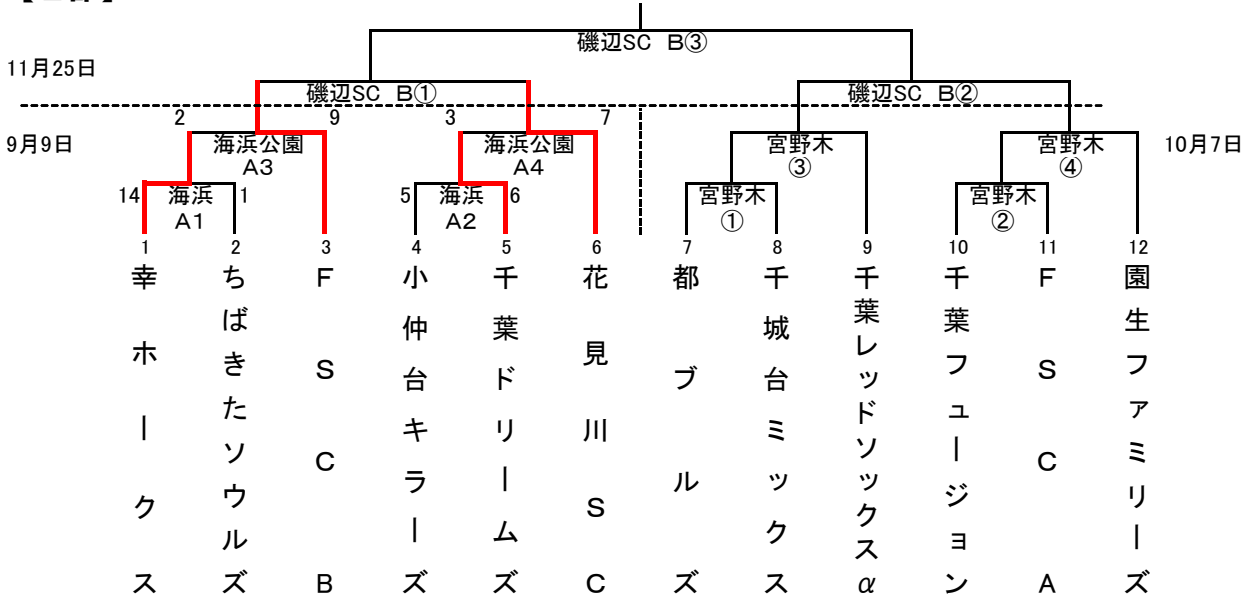 磯辺SC B③
11月25日
磯辺SC B①
磯辺SC B②
2
9
3
7
9月9日
海浜公園
A3
海浜公園
A4
宮野木
③
宮野木
④
10月7日
14
海浜
A1
1
5
海浜
A2
6
宮野木
①
宮野木
②
1
2
3
4
5
6
7
8
9
10
11
12
幸ホークス
ちばきたソウルズ
FSCB
小仲台キラーズ
千葉ドリームズ
花見川SC
都ブルズ
千城台ミックス
千葉レッドソックスα
千葉フュージョン
FSCA
園生ファミリーズ